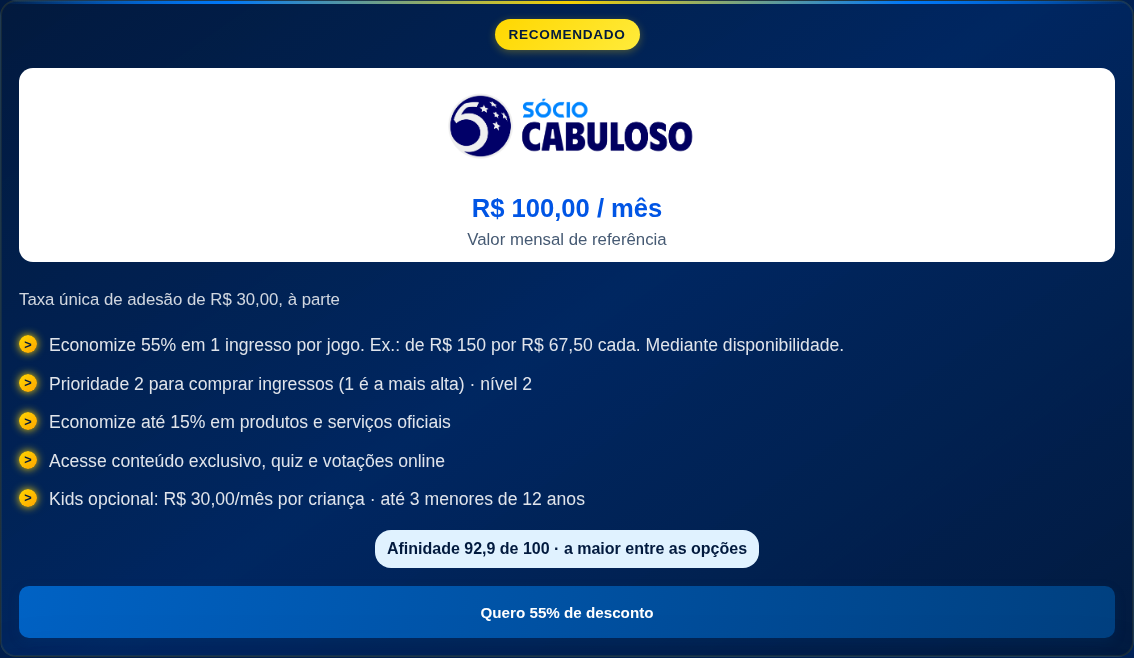 RECOMENDADO
SÓCIO
CABULOSO
R$ 100,00 / mês
Valor mensal de referência
Taxa única de adesão de R$ 30,00, à parte
> Economize 55% em 1 ingresso por jogo. Ex.: de R$ 150 por R$ 67,50 cada. Mediante disponibilidade.
> Prioridade 2 para comprar ingressos (1 é a mais alta) · nível 2
> Economize até 15% em produtos e serviços oficiais
> Acesse conteúdo exclusivo, quiz e votações online
> Kids opcional: R$ 30,00/mês por criança · até 3 menores de 12 anos
Afinidade 92,9 de 100 · a maior entre as opções
Quero 55% de desconto